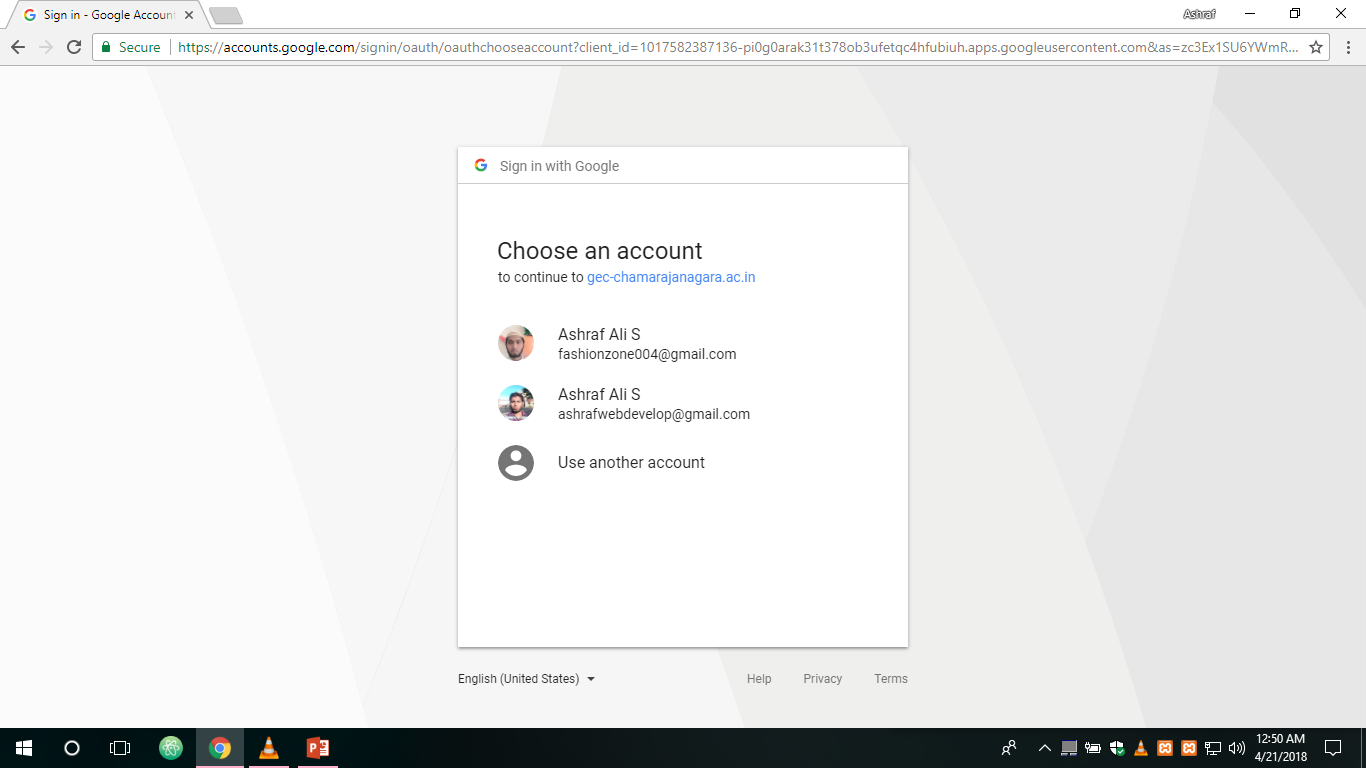 Sign in - Google Accoun
Ashraf
Secure
https://accounts.google.com/signin/oauth/oauthchooseaccount?client_id=1017582387136-pi0g0arak31t378ob3ufetqc4hfubiuh.apps.googleusercontent.com&as=zc3Ex1SU6YWmR...
Sign in with Google
Choose an account
to continue to gec-chamarajanagara.ac.in
Ashraf Ali S
fashionzone004@gmail.com
Ashraf Ali S
ashrafwebdevelop@gmail.com
Use another account
English (United States)
Help
Privacy
Terms
12:50 AM
4/21/2018